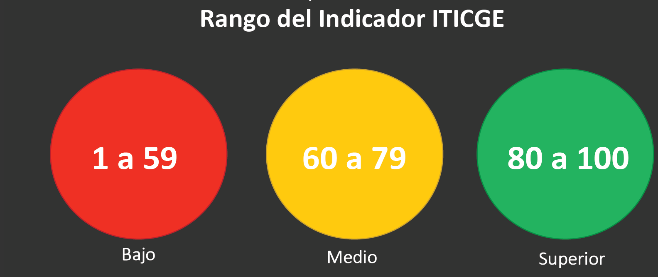 Rango del Indicador ITICGE
1 a 59
60 a 79
80 a 100
Bajo
Medio
Superior